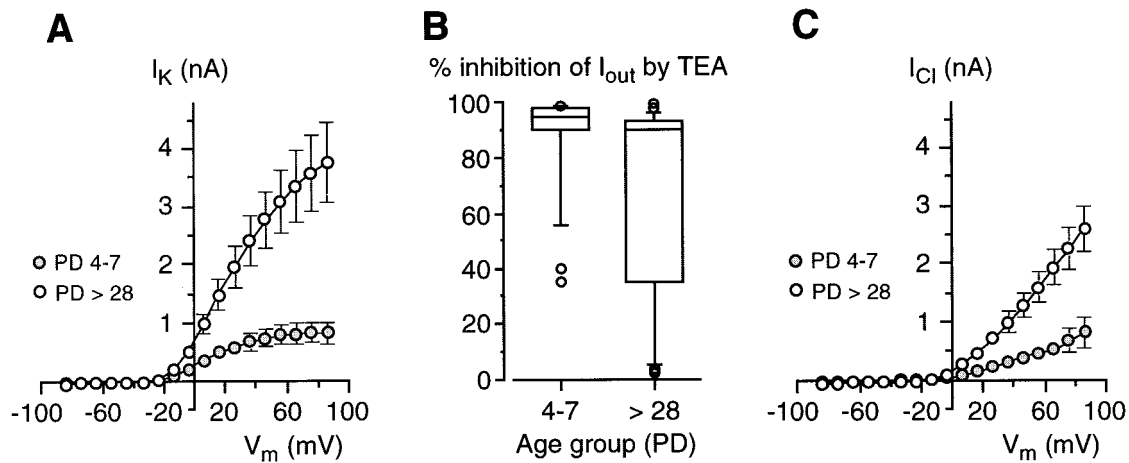 A
I_K (nA)
4
3
2
1
PD 4-7
PD > 28
-100 -60 -20 20 60 100
V_m (mV)
B
% inhibition of I_out by TEA
100
80
60
40
20
0
4-7 > 28
Age group (PD)
C
I_Cl (nA)
4
3
2
1
PD 4-7
PD > 28
-100 -60 -20 20 60 100
V_m (mV)